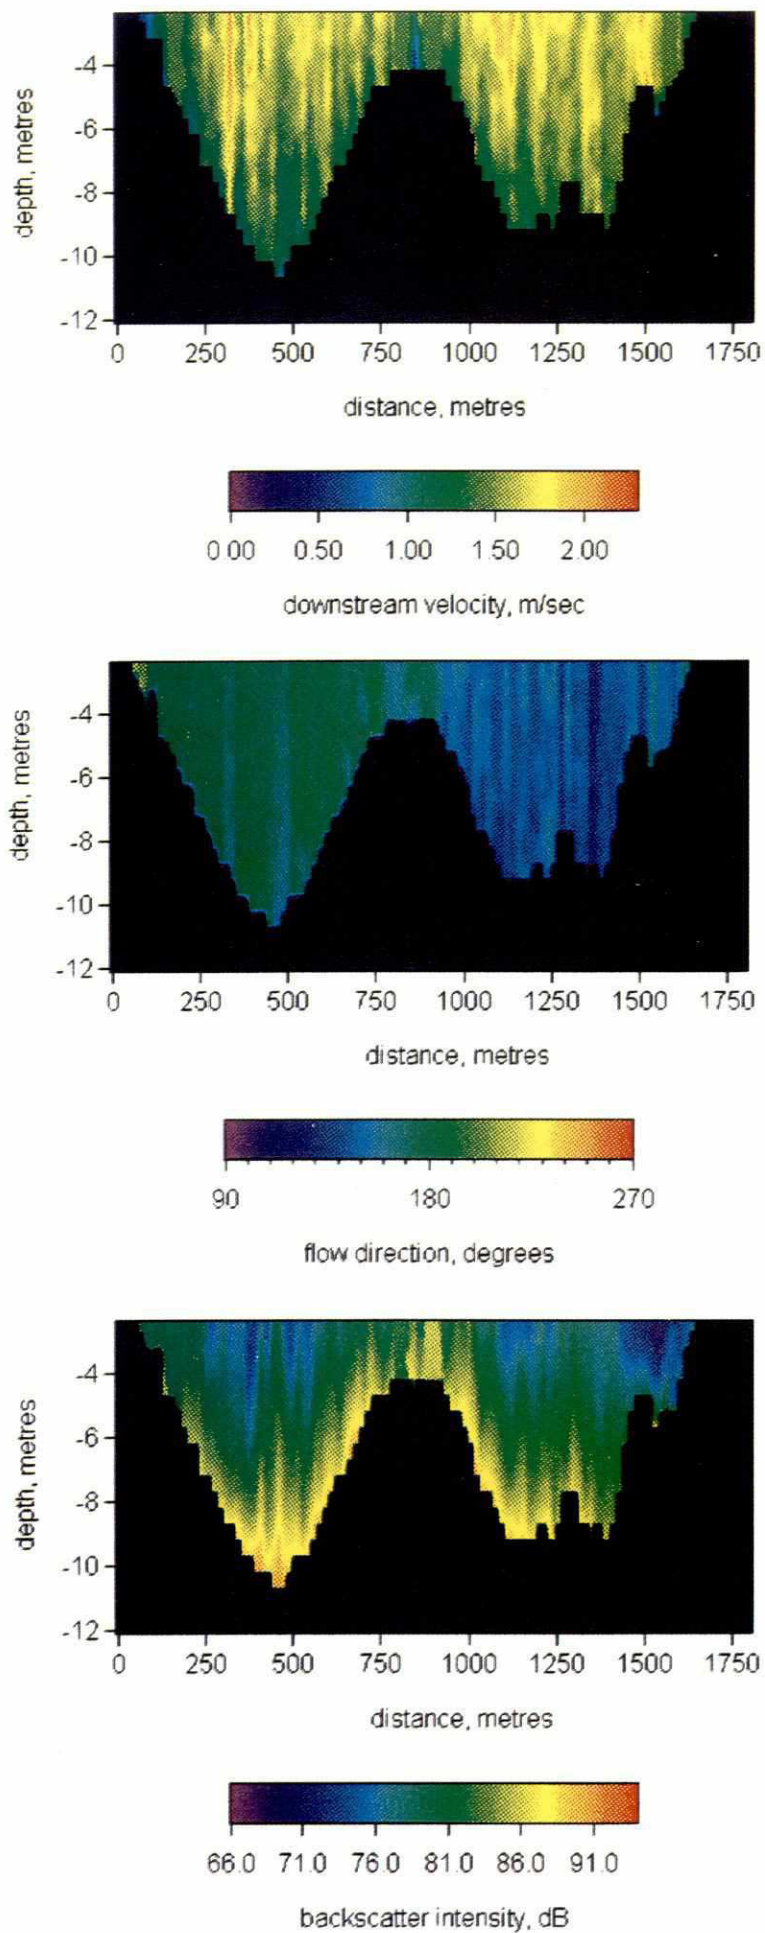 -4
-6
-8
-10
-12
depth, metres
0 250 500 750 1000 1250 1500 1750
distance, metres
0.00 0.50 1.00 1.50 2.00
downstream velocity, m/sec
-4
-6
-8
-10
-12
depth, metres
0 250 500 750 1000 1250 1500 1750
distance, metres
90 180 270
flow direction, degrees
-4
-6
-8
-10
-12
depth, metres
0 250 500 750 1000 1250 1500 1750
distance, metres
66.0 71.0 76.0 81.0 86.0 91.0
backscatter intensity, dB